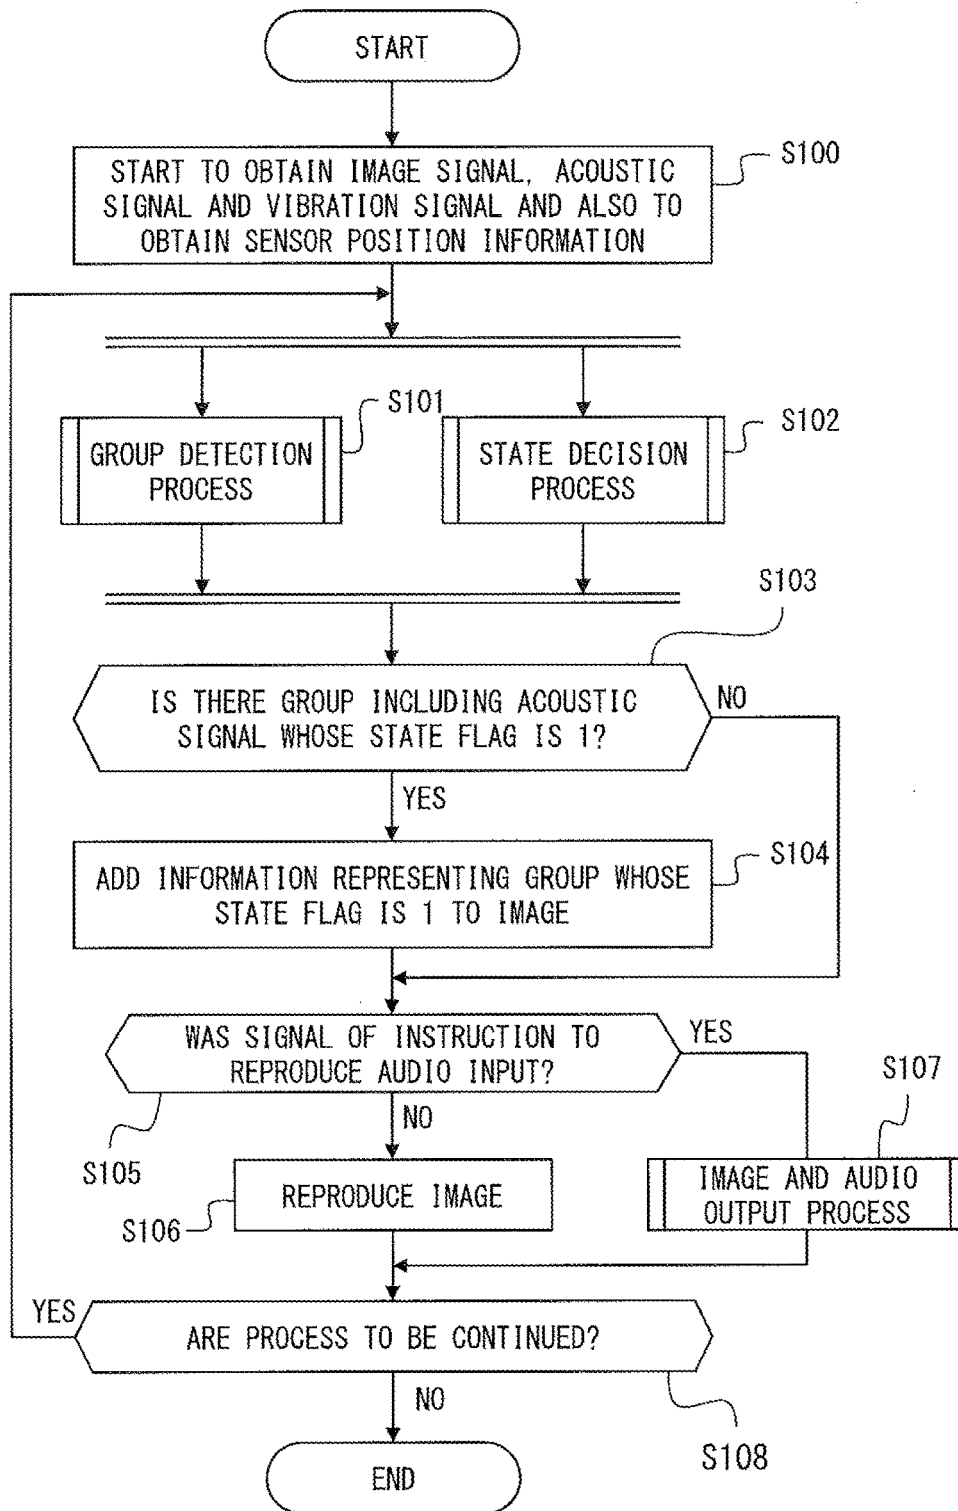 START
START TO OBTAIN IMAGE SIGNAL, ACOUSTIC
SIGNAL AND VIBRATION SIGNAL AND ALSO TO
OBTAIN SENSOR POSITION INFORMATION
S100
GROUP DETECTION
PROCESS
S101
STATE DECISION
PROCESS
S102
S103
IS THERE GROUP INCLUDING ACOUSTIC
SIGNAL WHOSE STATE FLAG IS 1?
NO
YES
ADD INFORMATION REPRESENTING GROUP WHOSE
STATE FLAG IS 1 TO IMAGE
S104
WAS SIGNAL OF INSTRUCTION TO
REPRODUCE AUDIO INPUT?
YES
S105
NO
S107
REPRODUCE IMAGE
S106
IMAGE AND AUDIO
OUTPUT PROCESS
YES
ARE PROCESS TO BE CONTINUED?
NO
S108
END